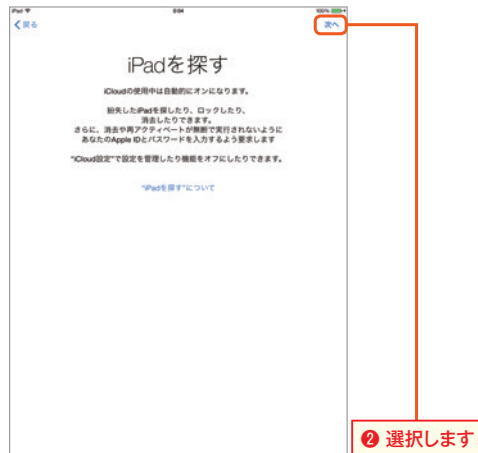 iPad 8:04 100%
戻る 次へ
iPadを探す
iCloudの使用中は自動的にオンになります。
紛失したiPadを探したり、ロックしたり、
消去したりできます。
さらに、消去や再アクティベートが無断で実行されないように
あなたのApple IDとパスワードを入力するよう要求します
"iCloud設定"で設定を管理したり機能をオフにしたりできます。
"iPadを探す"について
❷ 選択します